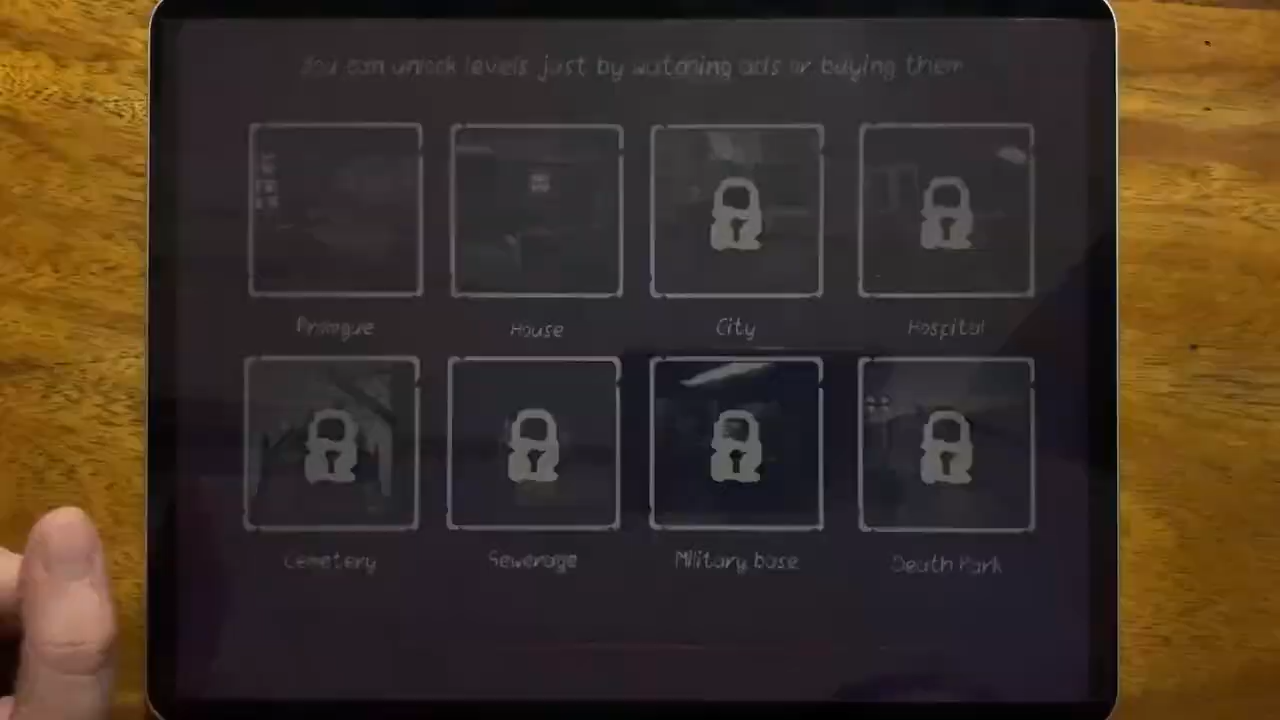 You can unlock levels just by watching ads or buying them
Prologue House City Hospital
Cemetery Sewerage Military base Death Park